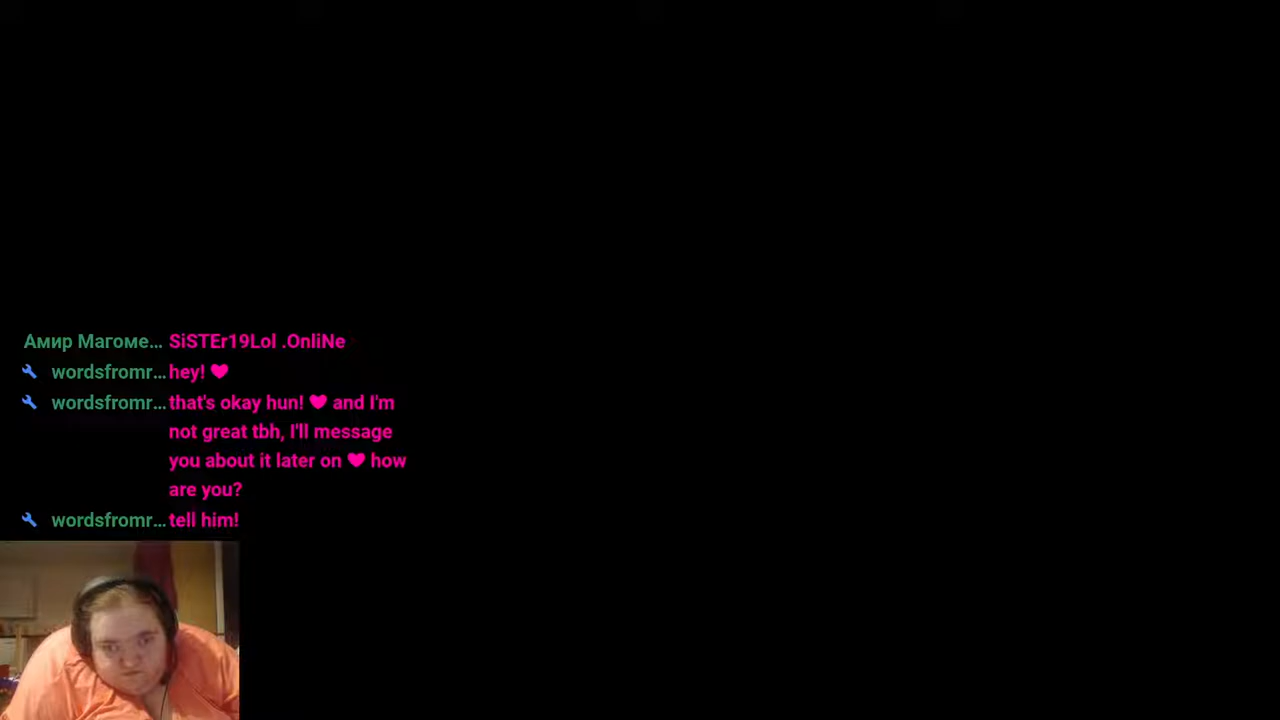 Амир Магоме... SiSTEr19Lol .OnliNe
wordsfromr... hey! ♥
wordsfromr... that's okay hun! ♥ and I'm
not great tbh, I'll message
you about it later on ♥ how
are you?
wordsfromr... tell him!